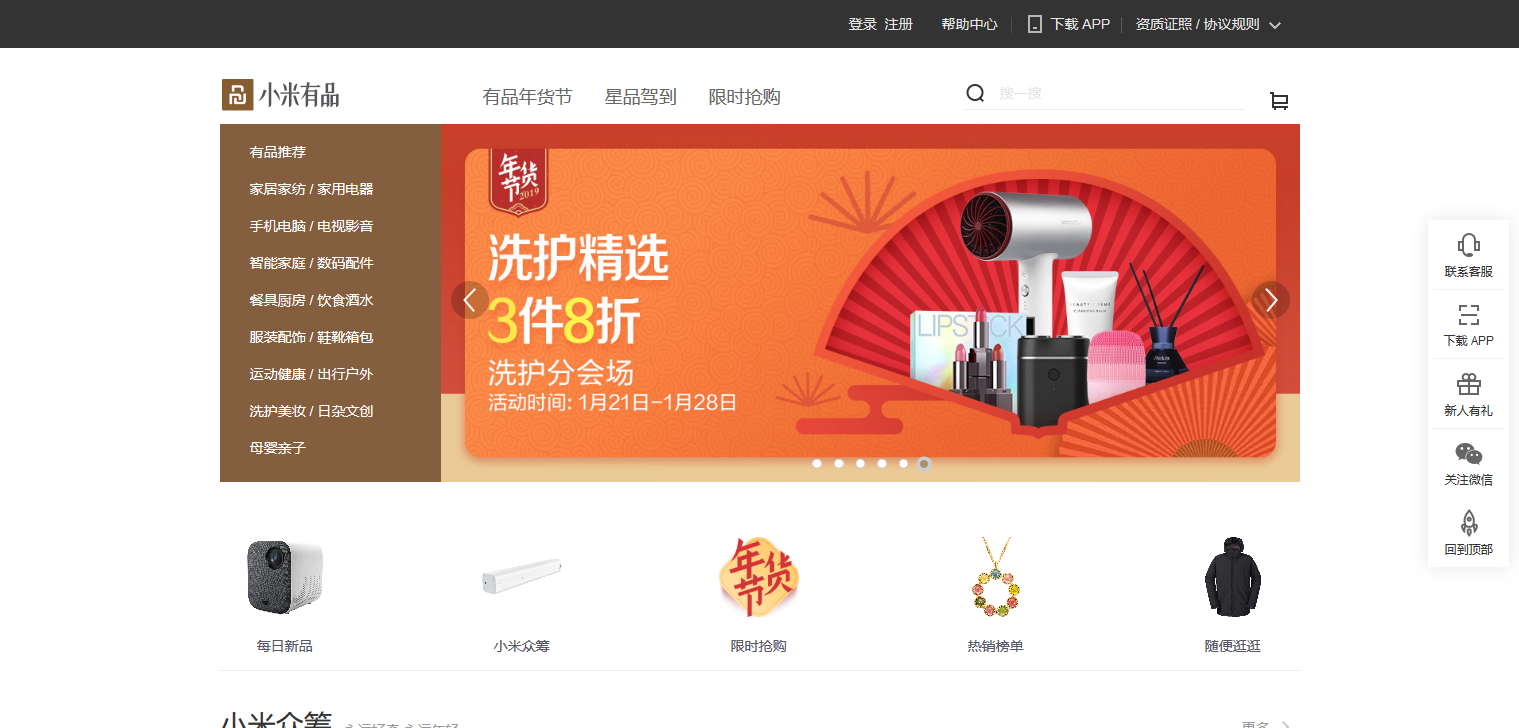 登录 注册 帮助中心 下载 APP 资质证照 / 协议规则
小米有品 有品年货节 星品驾到 限时抢购 搜一搜
有品推荐
家居家纺 / 家用电器
手机电脑 / 电视影音
智能家庭 / 数码配件
餐具厨房 / 饮食酒水
服装配饰 / 鞋靴箱包
运动健康 / 出行户外
洗护美妆 / 日杂文创
母婴亲子
年货节
2019
洗护精选
3件8折
洗护分会场
活动时间: 1月21日-1月28日
LIPSTICK
联系客服
下载 APP
新人有礼
关注微信
回到顶部
年货节
每日新品 小米众筹 限时抢购 热销榜单 随便逛逛
小米众筹 更多